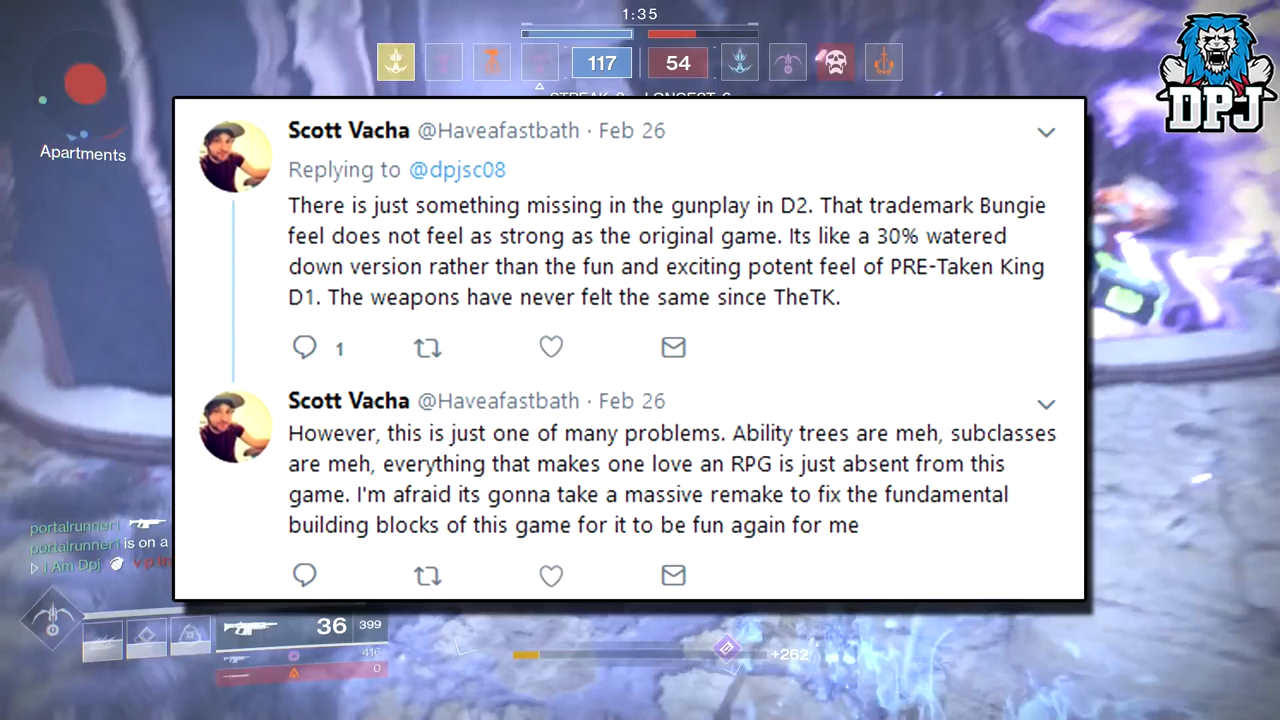 1:35
117
54
DPJ
Apartments
Scott Vacha @Haveafastbath · Feb 26
Replying to @dpjsc08
There is just something missing in the gunplay in D2. That trademark Bungie
feel does not feel as strong as the original game. Its like a 30% watered
down version rather than the fun and exciting potent feel of PRE-Taken King
D1. The weapons have never felt the same since TheTK.
1
Scott Vacha @Haveafastbath · Feb 26
However, this is just one of many problems. Ability trees are meh, subclasses
are meh, everything that makes one love an RPG is just absent from this
game. I'm afraid its gonna take a massive remake to fix the fundamental
building blocks of this game for it to be fun again for me
portalrunner1
portalrunner1 is on a
I Am Dpj
36 399
416
0
+262